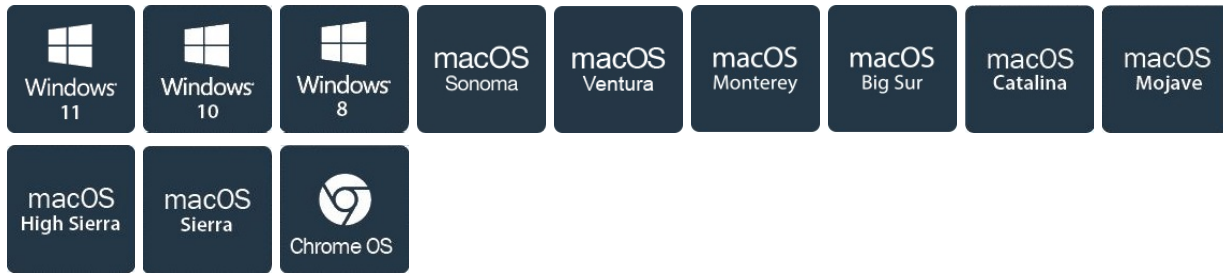 Windows
11
Windows
10
Windows
8
macOS
Sonoma
macOS
Ventura
macOS
Monterey
macOS
Big Sur
macOS
Catalina
macOS
Mojave
macOS
High Sierra
macOS
Sierra
Chrome OS